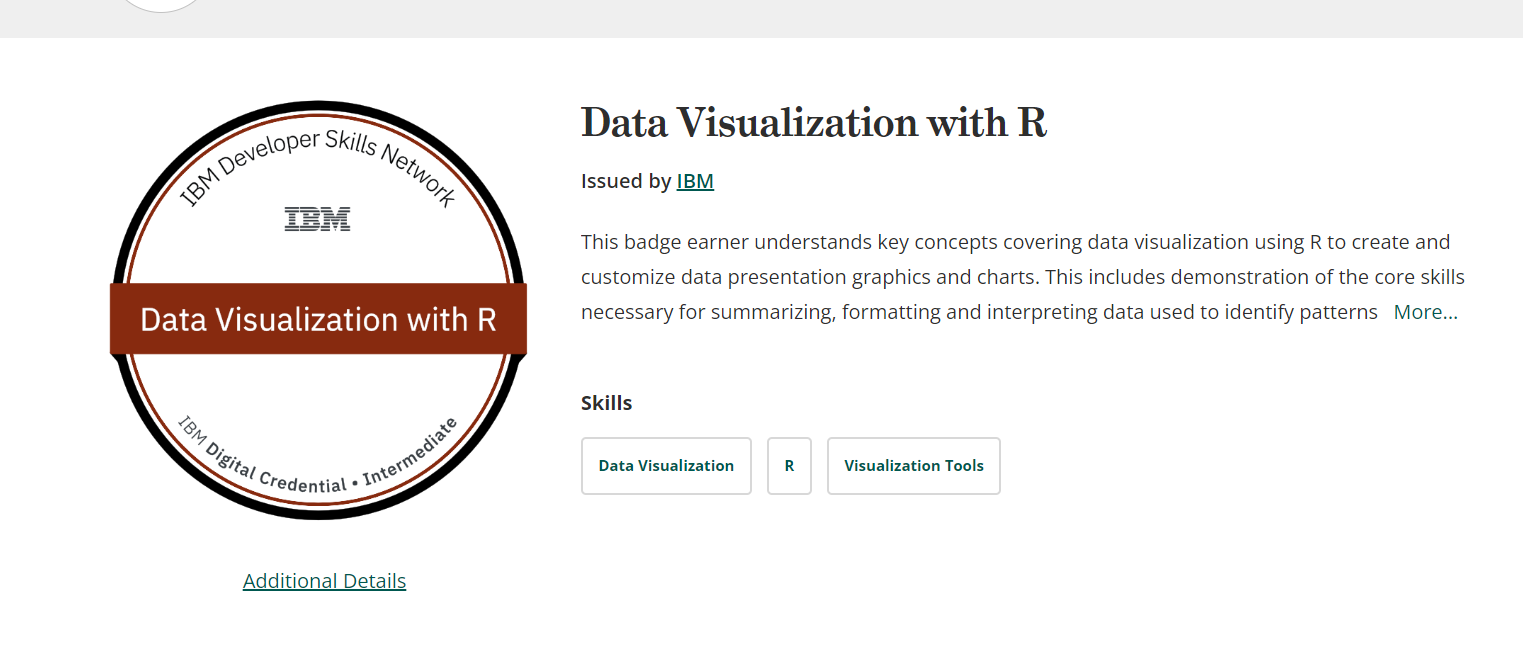 IBM Developer Skills Network
IBM
Data Visualization with R
IBM Digital Credential • Intermediate
Additional Details
Data Visualization with R
Issued by IBM
This badge earner understands key concepts covering data visualization using R to create and
customize data presentation graphics and charts. This includes demonstration of the core skills
necessary for summarizing, formatting and interpreting data used to identify patterns More...
Skills
Data Visualization
R
Visualization Tools